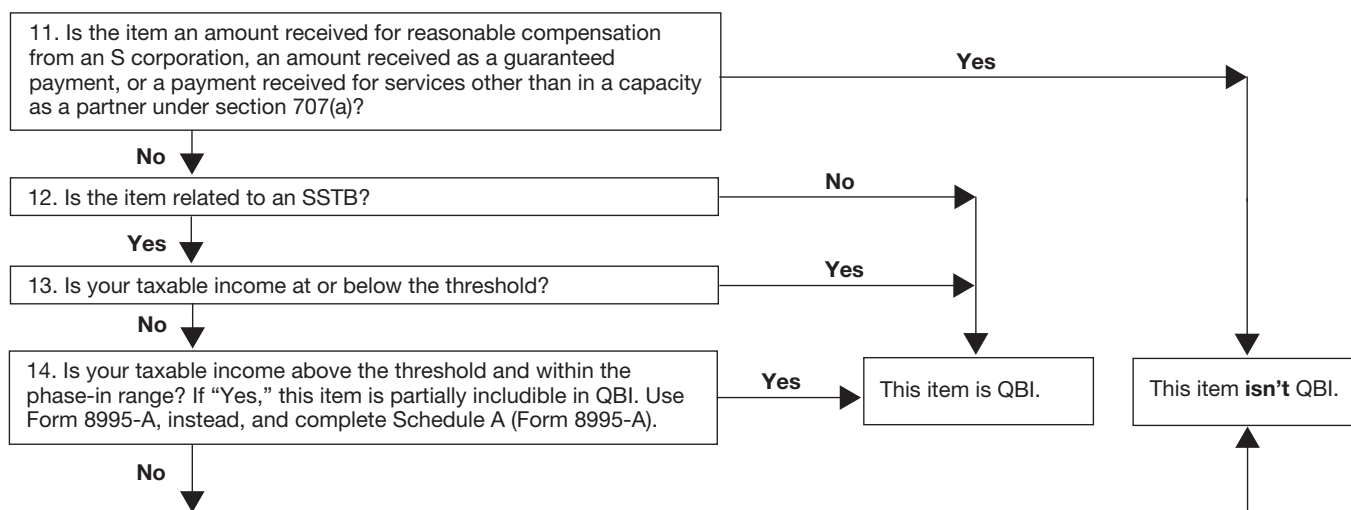 11. Is the item an amount received for reasonable compensation
from an S corporation, an amount received as a guaranteed
payment, or a payment received for services other than in a capacity
as a partner under section 707(a)?
Yes
No
12. Is the item related to an SSTB?
No
Yes
13. Is your taxable income at or below the threshold?
Yes
No
14. Is your taxable income above the threshold and within the
phase-in range? If “Yes,” this item is partially includible in QBI. Use
Form 8995-A, instead, and complete Schedule A (Form 8995-A).
Yes
This item is QBI.
This item isn’t QBI.
No